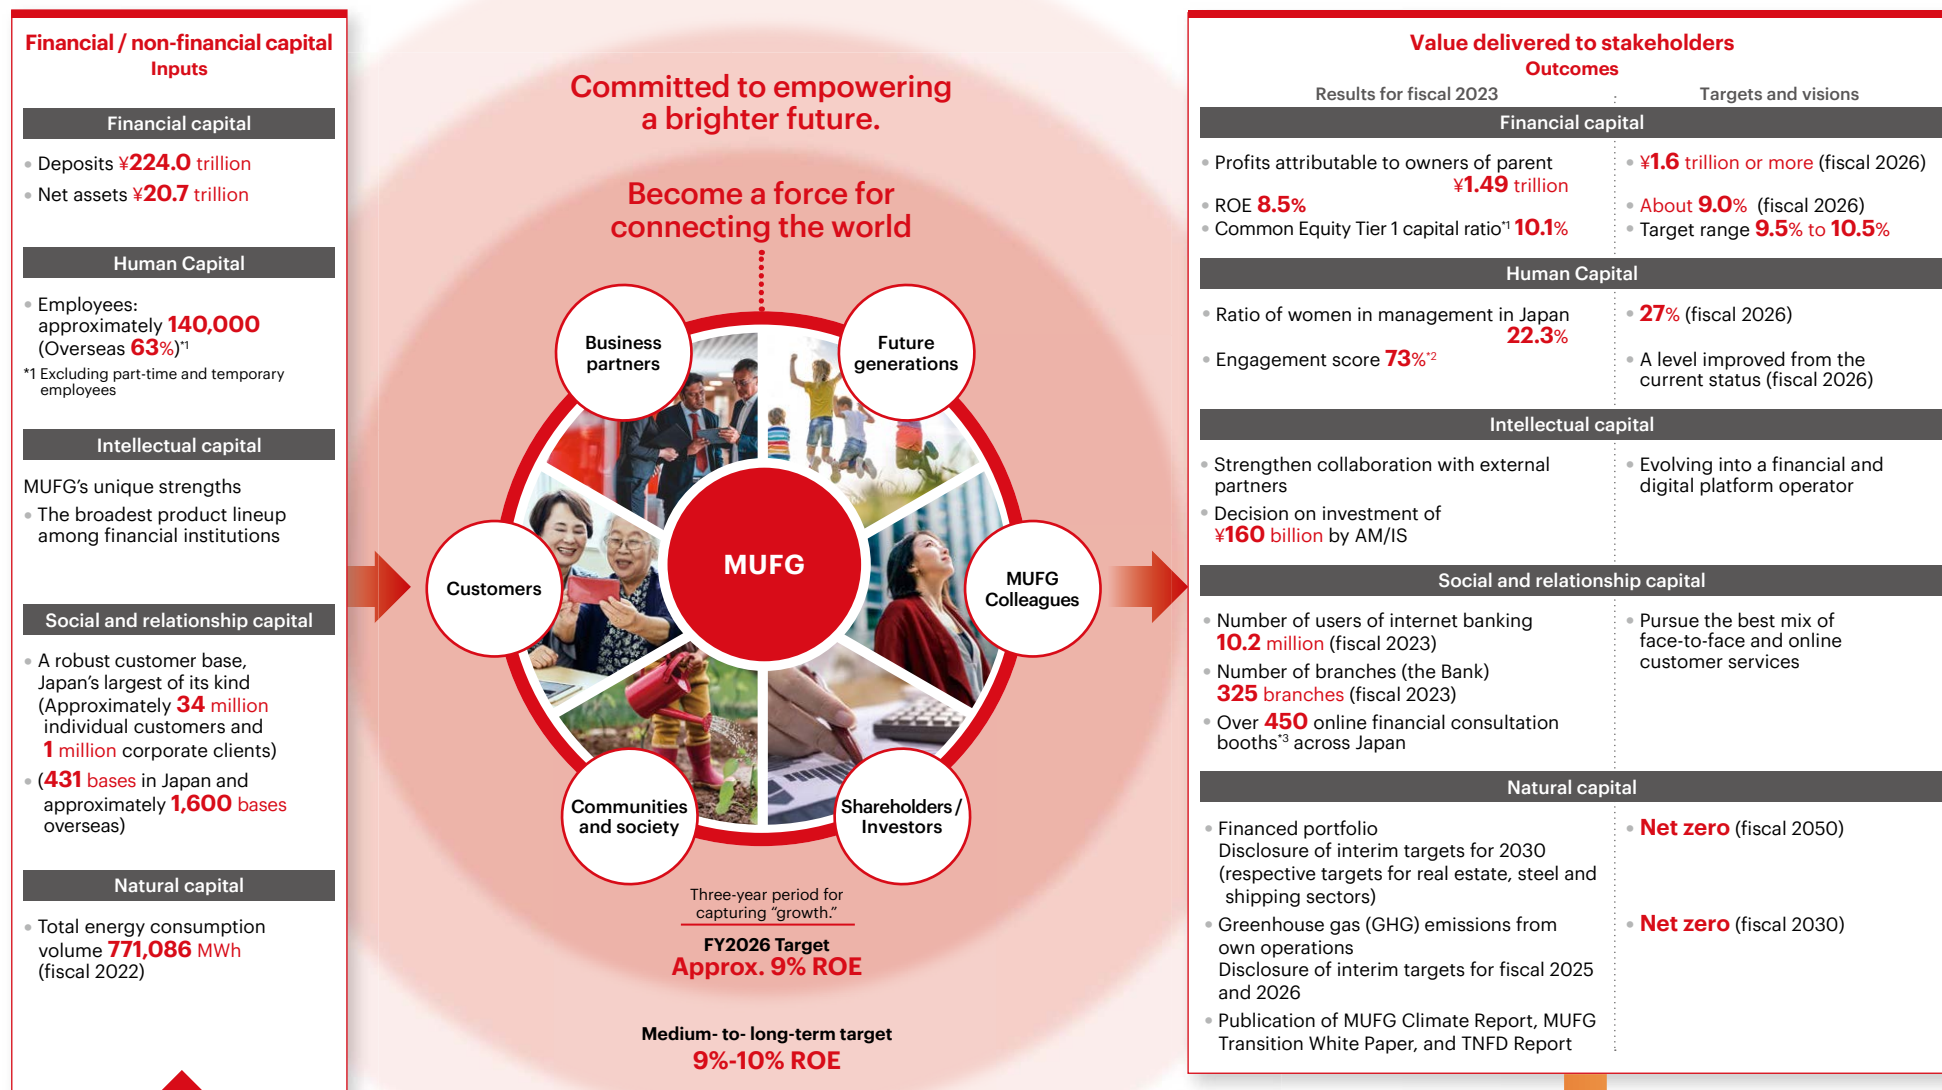 Financial / non-financial capital
Inputs
Financial capital
• Deposits ¥224.0 trillion
• Net assets ¥20.7 trillion
Human Capital
• Employees:
approximately 140,000
(Overseas 63%)*1
*1 Excluding part-time and temporary
employees
Intellectual capital
MUFG’s unique strengths
• The broadest product lineup
among financial institutions
Social and relationship capital
• A robust customer base,
Japan’s largest of its kind
(Approximately 34 million
individual customers and
1 million corporate clients)
• (431 bases in Japan and
approximately 1,600 bases
overseas)
Natural capital
• Total energy consumption
volume 771,086 MWh
(fiscal 2022)
Committed to empowering
a brighter future.
Become a force for
connecting the world
Business
partners
Future
generations
Customers
MUFG
MUFG
Colleagues
Communities
and society
Shareholders /
Investors
Three-year period for
capturing “growth.”
FY2026 Target
Approx. 9% ROE
Medium- to- long-term target
9%-10% ROE
Value delivered to stakeholders
Outcomes
Results for fiscal 2023
Targets and visions
Financial capital
• Profits attributable to owners of parent
¥1.49 trillion
• ¥1.6 trillion or more (fiscal 2026)
• ROE 8.5%
• About 9.0% (fiscal 2026)
• Common Equity Tier 1 capital ratio*1 10.1%
• Target range 9.5% to 10.5%
Human Capital
• Ratio of women in management in Japan
22.3%
• 27% (fiscal 2026)
• Engagement score 73%*2
• A level improved from the
current status (fiscal 2026)
Intellectual capital
• Strengthen collaboration with external
partners
• Decision on investment of
¥160 billion by AM/IS
• Evolving into a financial and
digital platform operator
Social and relationship capital
• Number of users of internet banking
10.2 million (fiscal 2023)
• Number of branches (the Bank)
325 branches (fiscal 2023)
• Over 450 online financial consultation
booths*3 across Japan
• Pursue the best mix of
face-to-face and online
customer services
Natural capital
• Financed portfolio
Disclosure of interim targets for 2030
(respective targets for real estate, steel and
shipping sectors)
• Net zero (fiscal 2050)
• Greenhouse gas (GHG) emissions from
own operations
Disclosure of interim targets for fiscal 2025
and 2026
• Net zero (fiscal 2030)
• Publication of MUFG Climate Report, MUFG
Transition White Paper, and TNFD Report